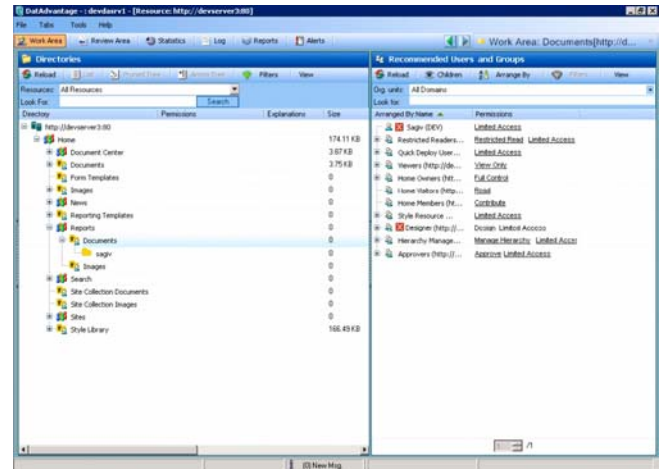 DatAdvantage - : devdasrv1 - [Resource: http://devserver3:80]
File Tabs Tools Help
Work Area Review Area Statistics Log Reports Alerts Work Area: Documents[http://d...
Directories
Reload Filters View
Resources: All Resources
Look For: Search
Directory Permissions Explanations Size
http://devserver3:80
Home 174.11 KB
Document Center 3.67 KB
Documents 3.75 KB
Form Templates 0
Images 0
News 0
Reporting Templates 0
Reports 0
Documents 0
sagiv 0
Images 0
Search 0
Site Collection Documents 0
Site Collection Images 0
Sites 0
Style Library 166.49 KB
Recommended Users and Groups
Reload Children Arrange By Filters View
Org. units: All Domains
Look for:
Arranged By:Name Permissions
Sagiv (DEV) Limited Access
Restricted Readers... Restricted Read Limited Access
Quick Deploy User... Limited Access
Viewers (http://de... View Only
Home Owners (htt... Full Control
Home Visitors (http... Read
Home Members (ht... Contribute
Style Resource ... Limited Access
Designer (http://... Design Limited Access
Hierarchy Manage... Manage Hierarchy Limited Acces
Approvers (http://... Approve Limited Access
/1
(0) New Msg.